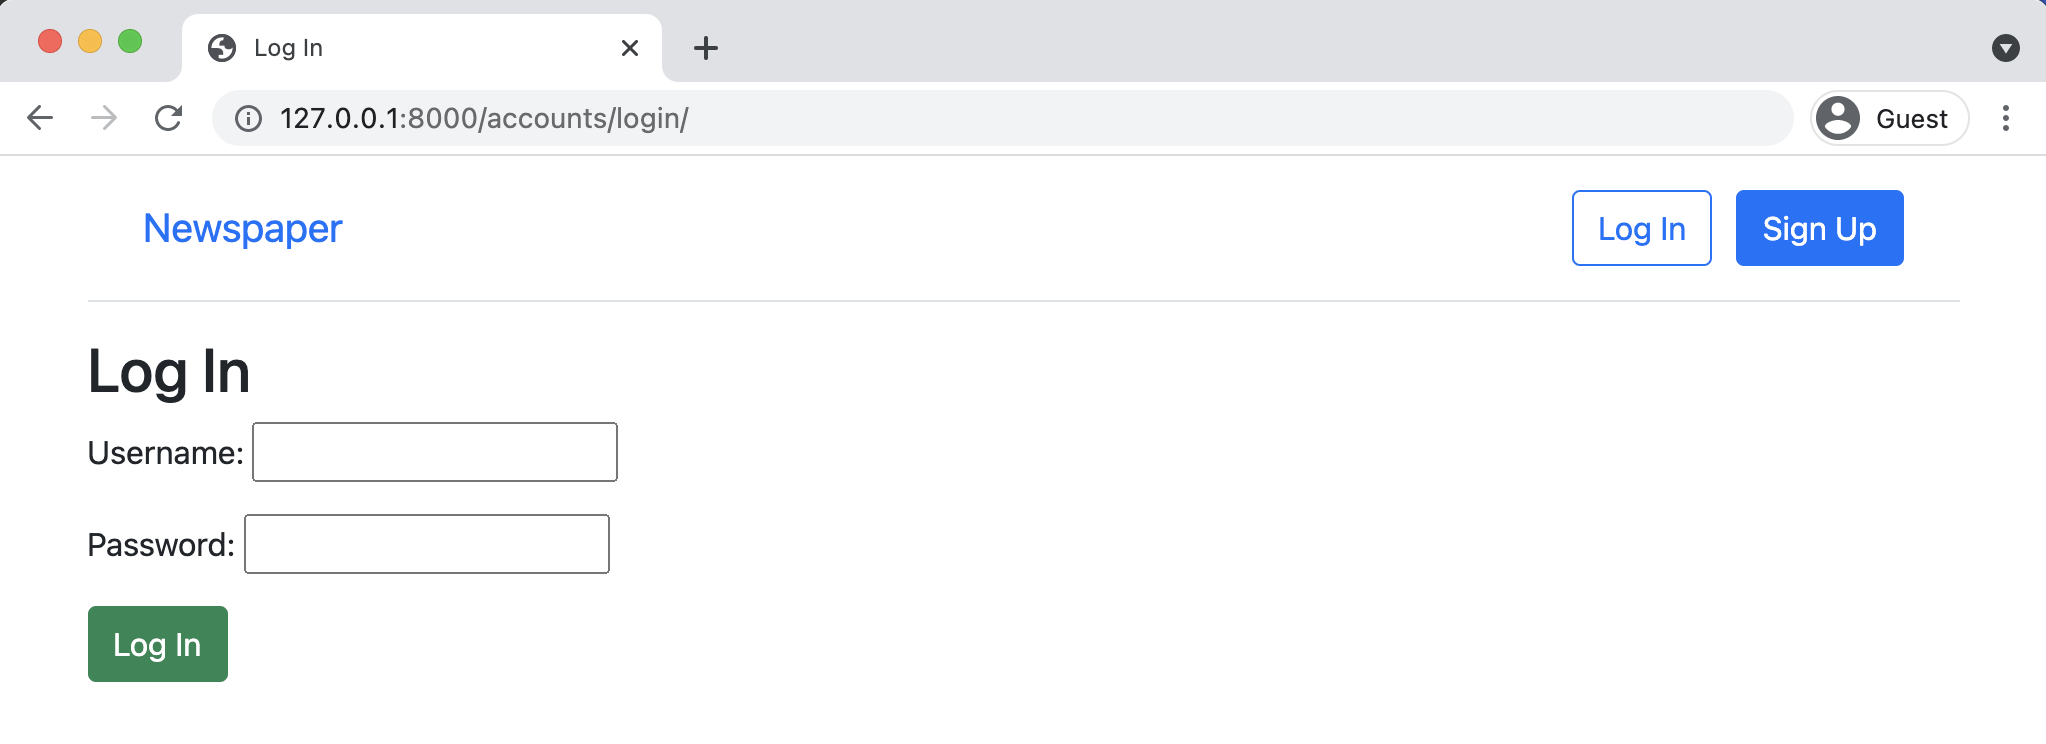 Log In
127.0.0.1:8000/accounts/login/
Guest
Newspaper
Log In
Sign Up
Log In
Username:
Password:
Log In